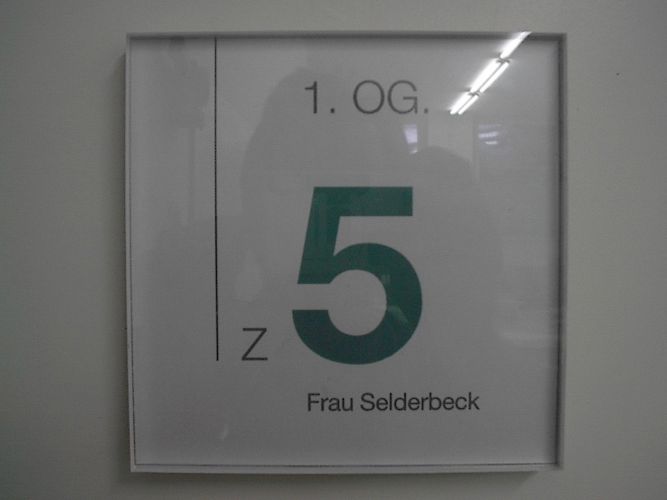 1. OG.
Z 5
Frau Selderbeck